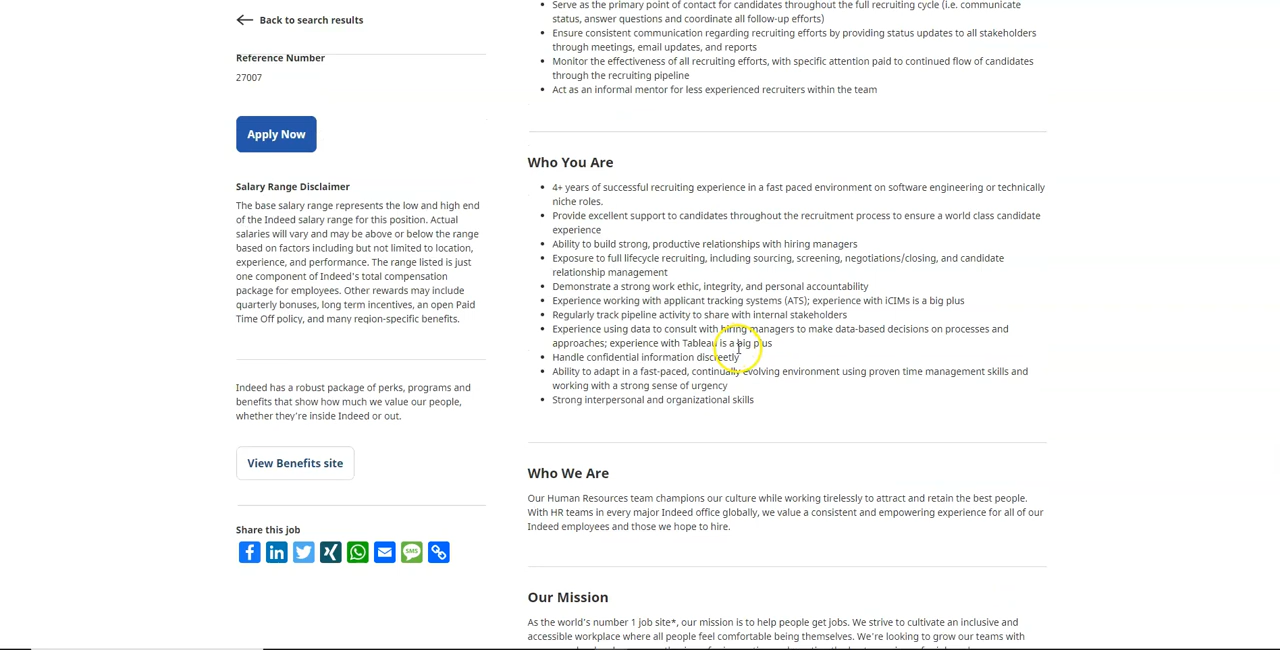 Back to search results
Reference Number
27007
Apply Now
Salary Range Disclaimer
The base salary range represents the low and high end
of the Indeed salary range for this position. Actual
salaries will vary and may be above or below the range
based on factors including but not limited to location,
experience, and performance. The range listed is just
one component of Indeed's total compensation
package for employees. Other rewards may include
quarterly bonuses, long term incentives, an open Paid
Time Off policy, and many region-specific benefits.
Indeed has a robust package of perks, programs and
benefits that show how much we value our people,
whether they're inside Indeed or out.
View Benefits site
Share this job
SMS
Serve as the primary point of contact for candidates throughout the full recruiting cycle (i.e. communicate
status, answer questions and coordinate all follow-up efforts)
Ensure consistent communication regarding recruiting efforts by providing status updates to all stakeholders
through meetings, email updates, and reports
Monitor the effectiveness of all recruiting efforts, with specific attention paid to continued flow of candidates
through the recruiting pipeline
Act as an informal mentor for less experienced recruiters within the team
Who You Are
4+ years of successful recruiting experience in a fast paced environment on software engineering or technically
niche roles.
Provide excellent support to candidates throughout the recruitment process to ensure a world class candidate
experience
Ability to build strong, productive relationships with hiring managers
Exposure to full lifecycle recruiting, including sourcing, screening, negotiations/closing, and candidate
relationship management
Demonstrate a strong work ethic, integrity, and personal accountability
Experience working with applicant tracking systems (ATS); experience with iCIMs is a big plus
Regularly track pipeline activity to share with internal stakeholders
Experience using data to consult with hiring managers to make data-based decisions on processes and
approaches; experience with Tableau is a big plus
Handle confidential information discreetly
Ability to adapt in a fast-paced, continually evolving environment using proven time management skills and
working with a strong sense of urgency
Strong interpersonal and organizational skills
Who We Are
Our Human Resources team champions our culture while working tirelessly to attract and retain the best people.
With HR teams in every major Indeed office globally, we value a consistent and empowering experience for all of our
Indeed employees and those we hope to hire.
Our Mission
As the world's number 1 job site*, our mission is to help people get jobs. We strive to cultivate an inclusive and
accessible workplace where all people feel comfortable being themselves. We're looking to grow our teams with